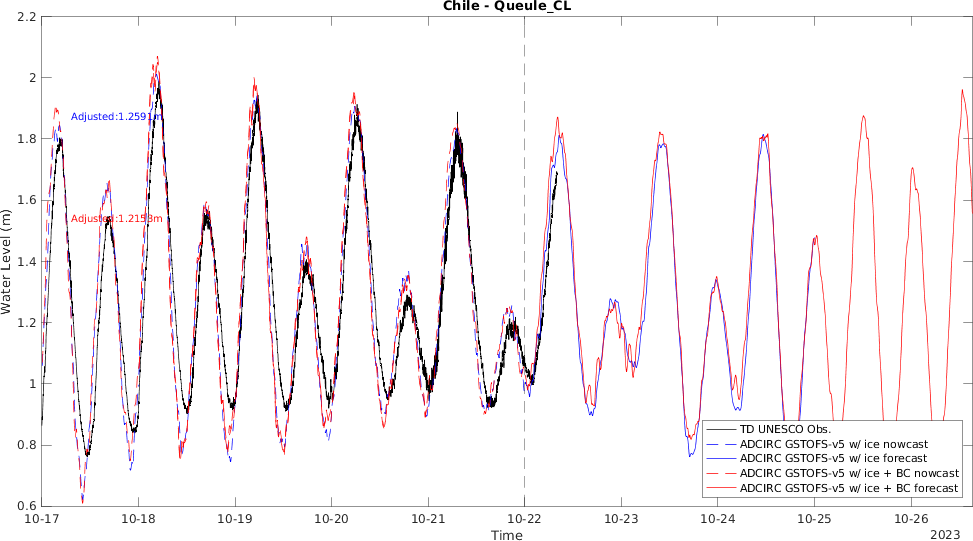 Chile - Queule_CL
2.2
2
1.8
1.6
1.4
1.2
1
0.8
0.6
Water Level (m)
Adjusted:1.2591m
Adjusted:1.2153m
TD UNESCO Obs.
ADCIRC GSTOFS-v5 w/ ice nowcast
ADCIRC GSTOFS-v5 w/ ice forecast
ADCIRC GSTOFS-v5 w/ ice + BC nowcast
ADCIRC GSTOFS-v5 w/ ice + BC forecast
10-17 10-18 10-19 10-20 10-21 10-22 10-23 10-24 10-25 10-26
Time
2023